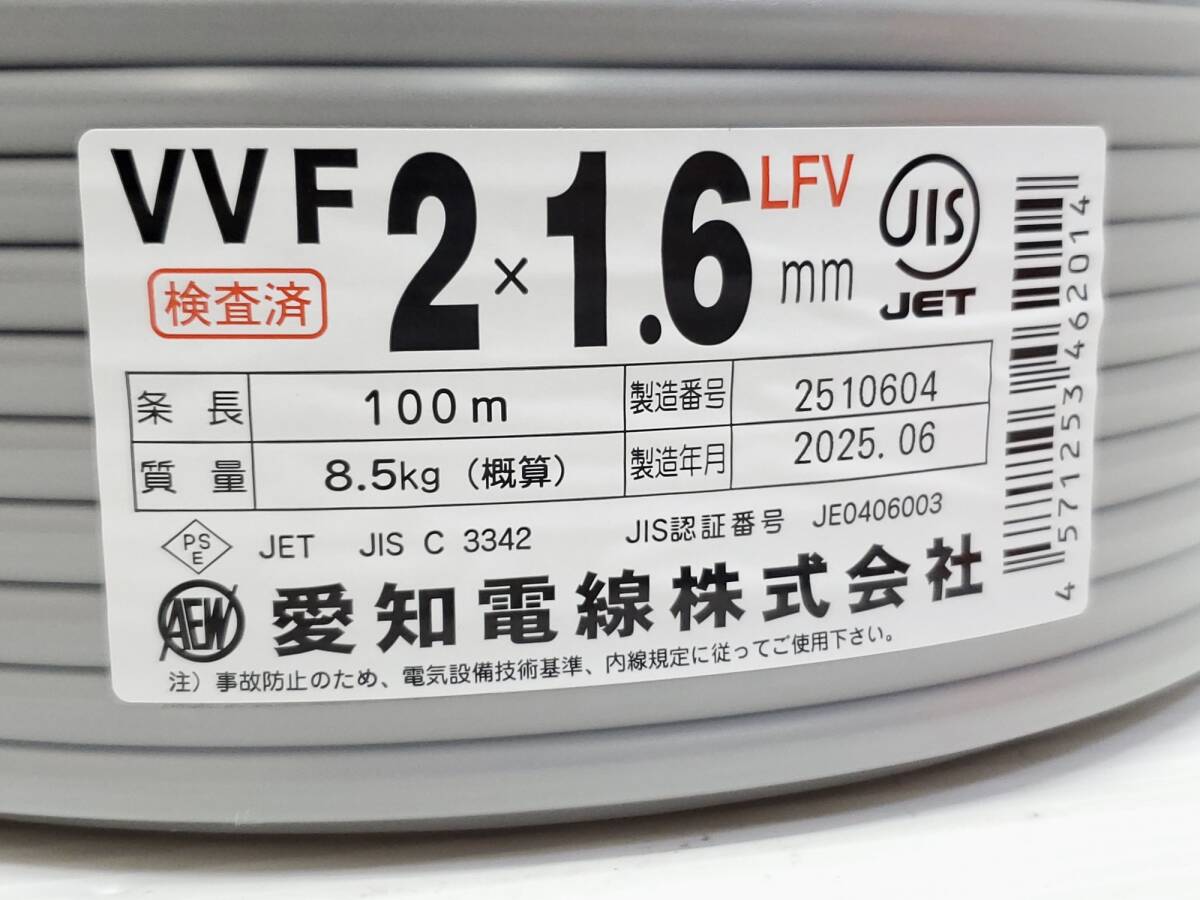 VVF 2×1.6mm LFV
検査済
JIS
JET
条長 100m 製造番号 2510604
質量 8.5kg (概算) 製造年月 2025.06
PSE JET JIS C 3342 JIS認証番号 JE0406003
AEW 愛知電線株式会社
注）事故防止のため、電気設備技術基準、内線規定に従ってご使用下さい。
4571253462014